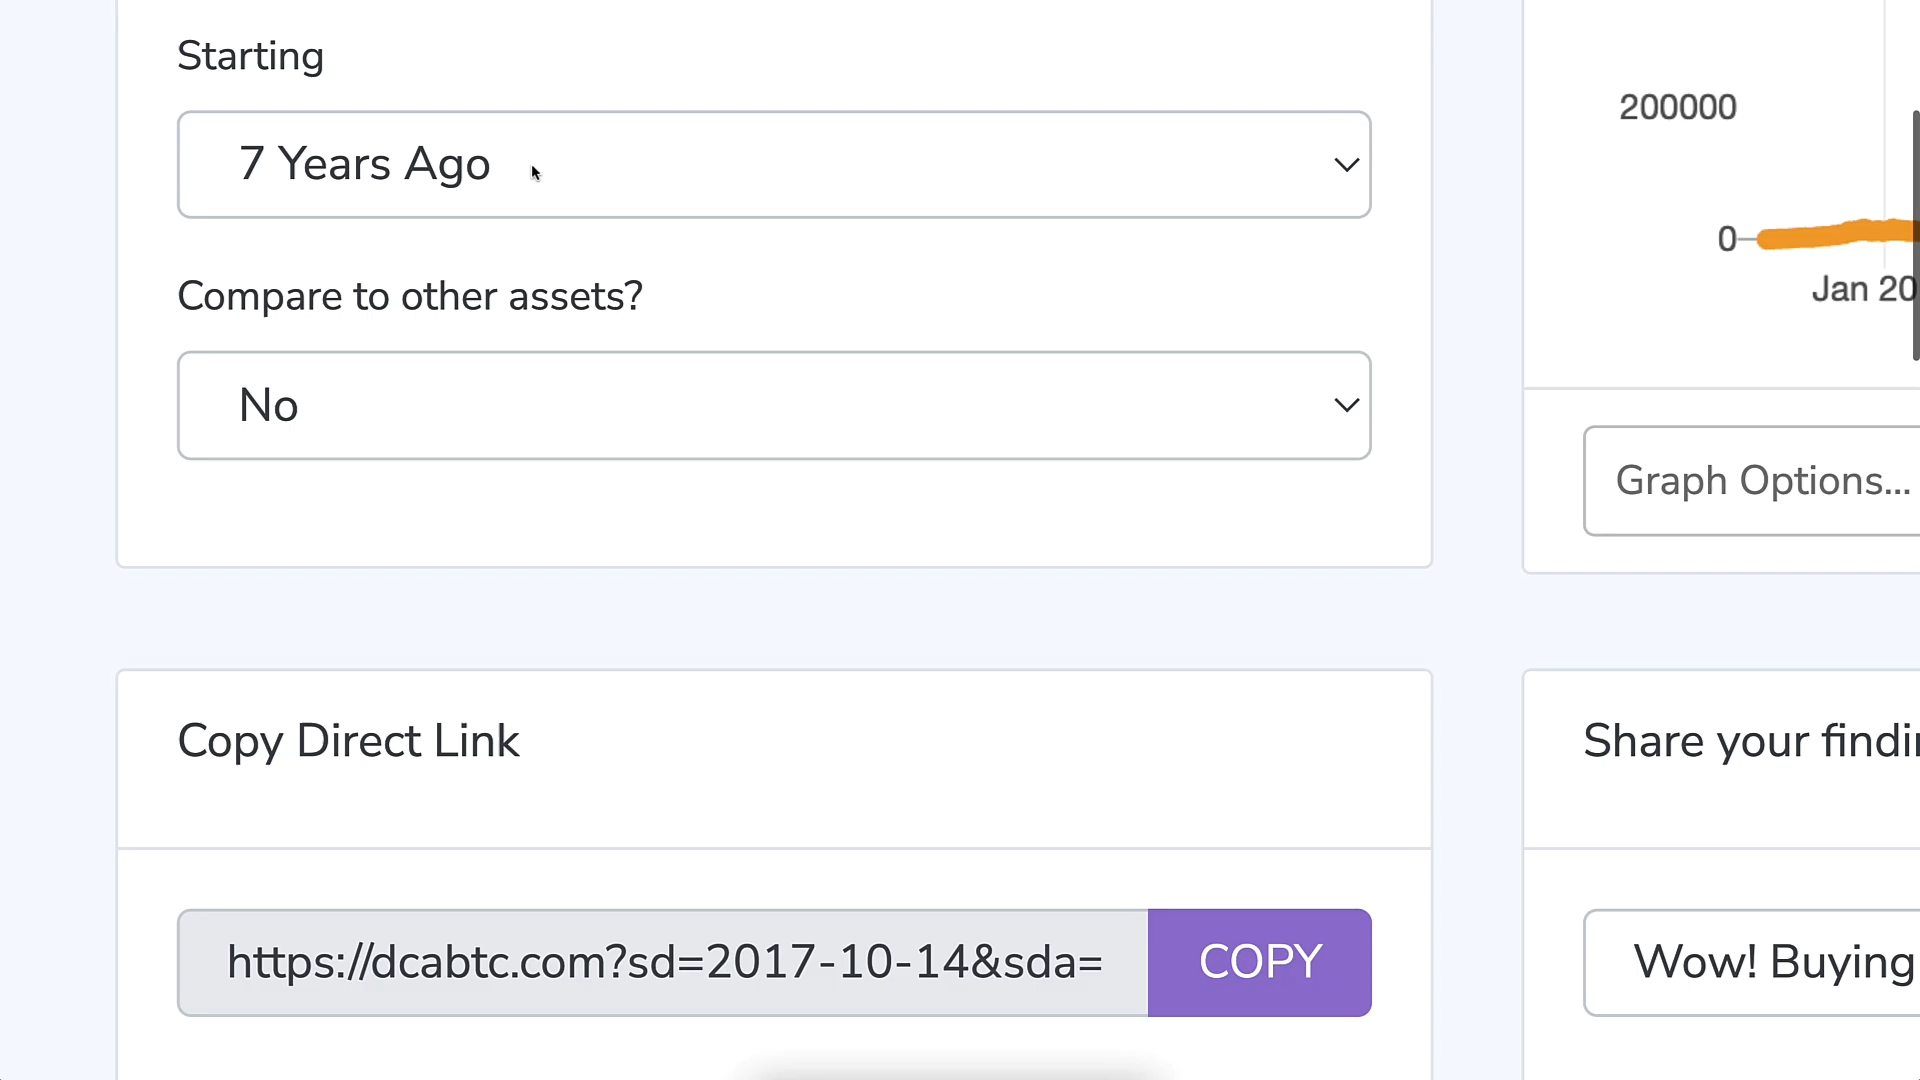 Starting
7 Years Ago
Compare to other assets?
No
200000
0
Jan 20
Graph Options...
Copy Direct Link
https://dcabtc.com?sd=2017-10-14&sda=
COPY
Share your findin
Wow! Buying